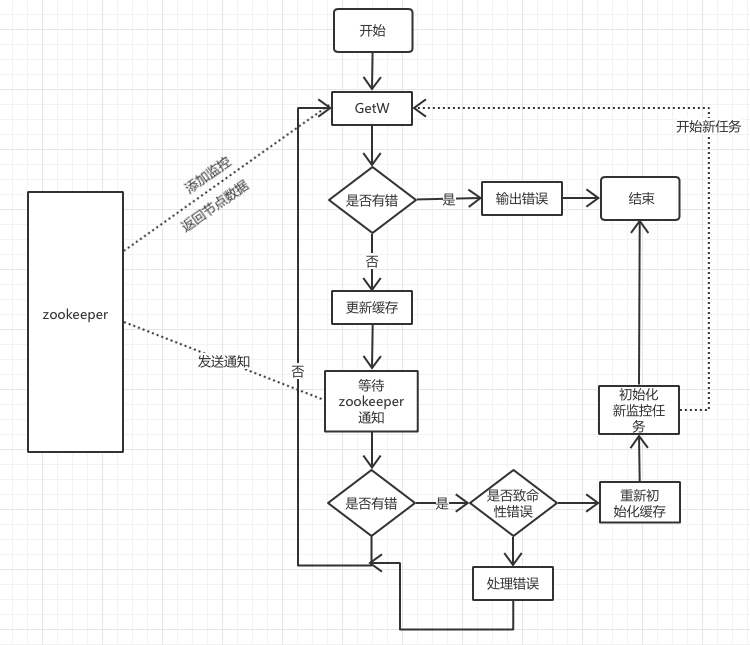 开始
GetW
开始新任务
添加监控
返回节点数据
是否有错
是
输出错误
结束
否
更新缓存
zookeeper
发送通知
否
等待
zookeeper
通知
初始化
新监控任
务
是否有错
是
是否致命
性错误
重新初
始化缓存
处理错误